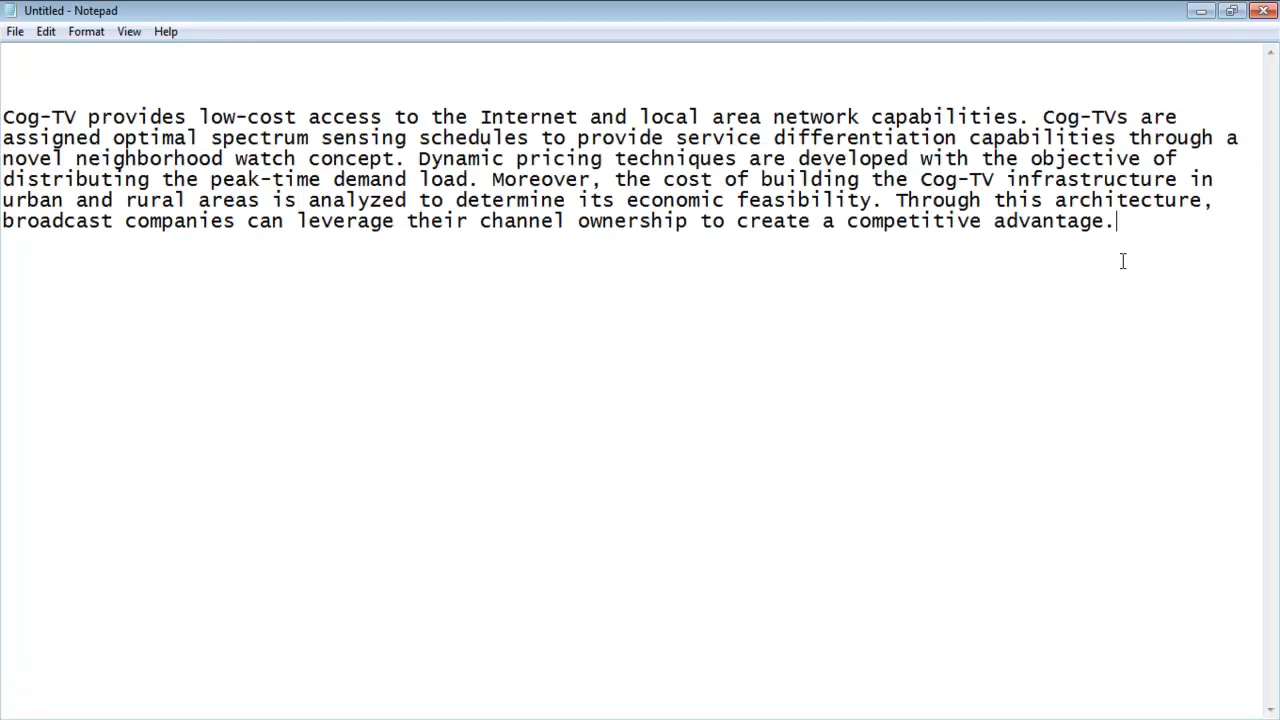 Untitled - Notepad
File Edit Format View Help
Cog-TV provides low-cost access to the Internet and local area network capabilities. Cog-TVs are
assigned optimal spectrum sensing schedules to provide service differentiation capabilities through a
novel neighborhood watch concept. Dynamic pricing techniques are developed with the objective of
distributing the peak-time demand load. Moreover, the cost of building the Cog-TV infrastructure in
urban and rural areas is analyzed to determine its economic feasibility. Through this architecture,
broadcast companies can leverage their channel ownership to create a competitive advantage.